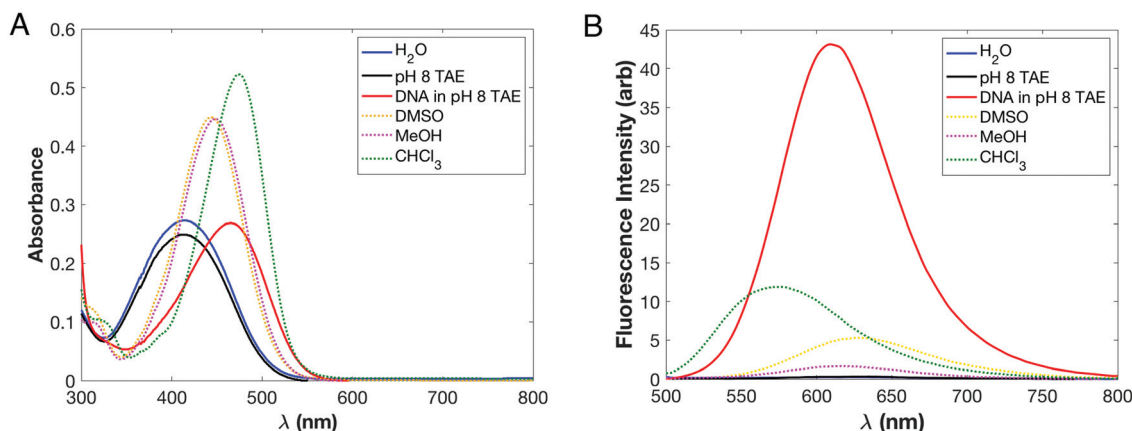 A
0.6
0.5
0.4
0.3
0.2
0.1
0
Absorbance
300
400
500
600
700
800
λ (nm)
H₂O
pH 8 TAE
DNA in pH 8 TAE
DMSO
MeOH
CHCl₃
B
45
40
35
30
25
20
15
10
5
0
Fluorescence Intensity (arb)
500
550
600
650
700
750
800
λ (nm)
H₂O
pH 8 TAE
DNA in pH 8 TAE
DMSO
MeOH
CHCl₃